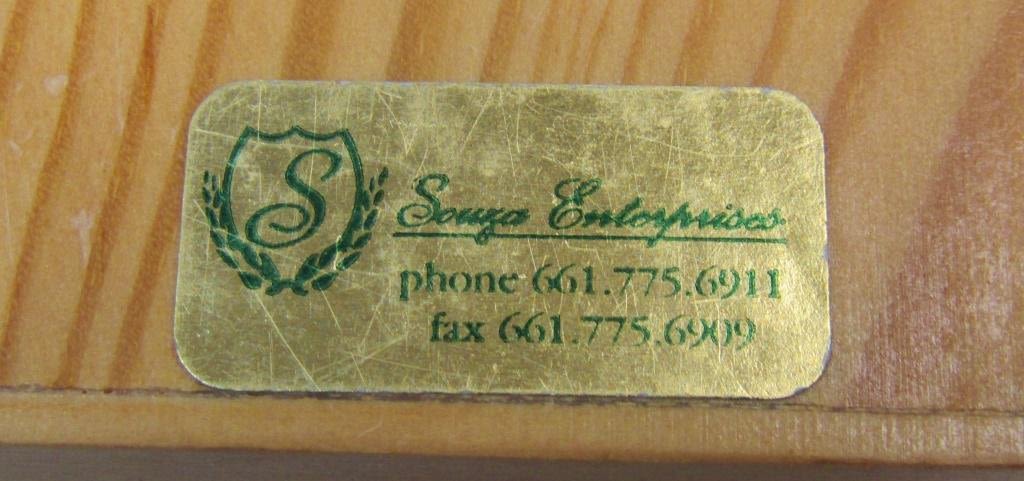 S
Souza Enterprises
phone 661.775.6911
fax 661.775.6909